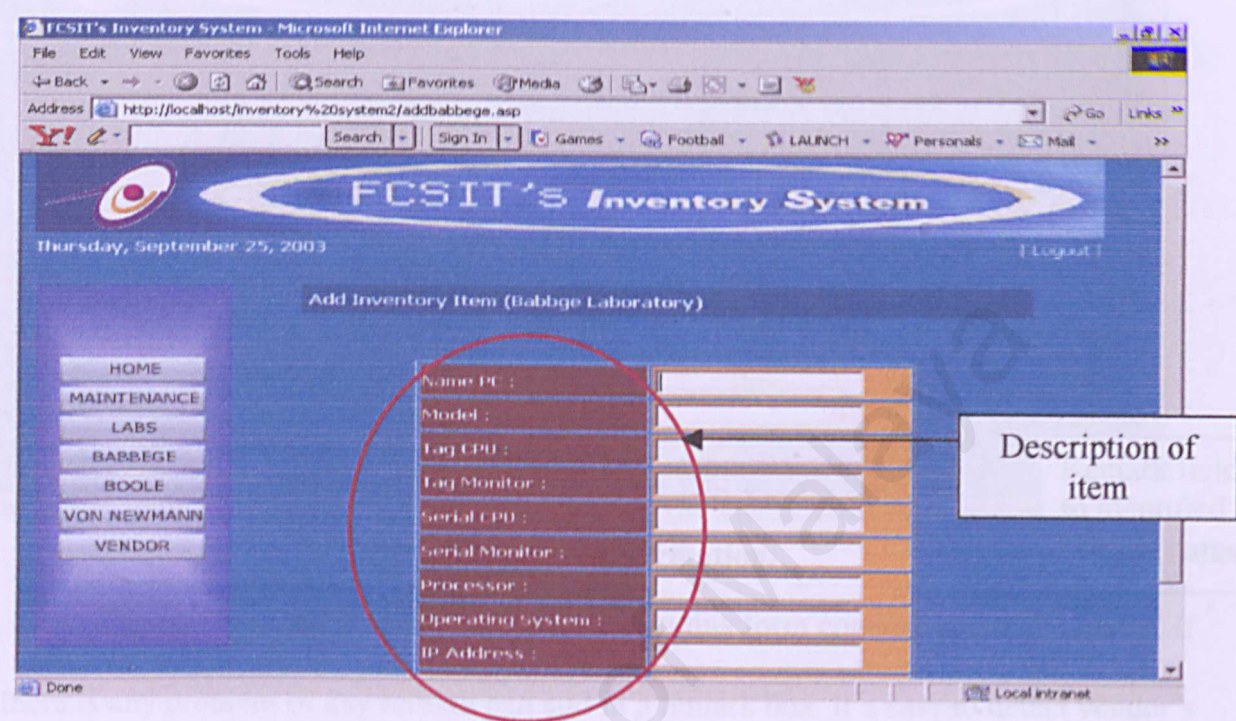 FCSIT's Inventory System - Microsoft Internet Explorer
File Edit View Favorites Tools Help
Back Search Favorites Media
Address http://localhost/inventory%20system2/addbabbege.asp Go Links »
Y! Search Sign In Games Football LAUNCH Personals Mail »
FCSIT's Inventory System
Thursday, September 25, 2003
[ Logout ]
Add Inventory Item (Babbge Laboratory)
HOME
MAINTENANCE
LABS
BABBEGE
BOOLE
VON NEWMANN
VENDOR
Name PC :
Model :
Tag CPU :
Tag Monitor :
Serial CPU :
Serial Monitor :
Processor :
Operating System :
IP Address :
Description of
item
Done
Local intranet
of Malaya